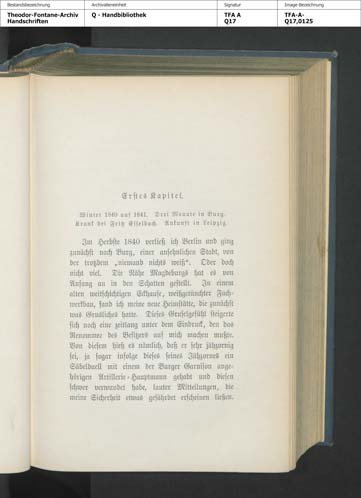 Bestandsbezeichnung
Archivalieneinheit
Signatur
Image Bezeichnung
Theodor-Fontane-Archiv
Handschriften
Q - Handbibliothek
TFA A
Q17
TFA-A-
Q17,0125
Erstes Kapitel.
Winter 1840 auf 1841. Drei Monate in Burg.
Krank bei Fritz Esselbach. Ankunft in Leipzig.
Im Herbste 1840 verließ ich Berlin und ging
zunächst nach Burg, einer ansehnlichen Stadt, von
der trotzdem „niemand nichts weiß“. Oder doch
nicht viel. Die Nähe Magdeburgs hat es von
Anfang an in den Schatten gestellt. In einem
alten weitschichtigen Eckhause, weißgetünchter Fach-
werkbau, fand ich meine neue Heimstätte, die zunächst
was Grusliches hatte. Dieses Gruselgefühl steigerte
sich noch eine zeitlang unter dem Eindruck, den das
Renommee des Besitzers auf mich machen mußte.
Von diesem hieß es nämlich, daß er sehr jähzornig
sei, ja sogar infolge dieses seines Jähzornes ein
Säbelduell mit einem der Burger Garnison ange-
hörigen Artillerie-Hauptmann gehabt und diesen
schwer verwundet habe, lauter Mitteilungen, die
meine Sicherheit etwas gefährdet erscheinen ließen.